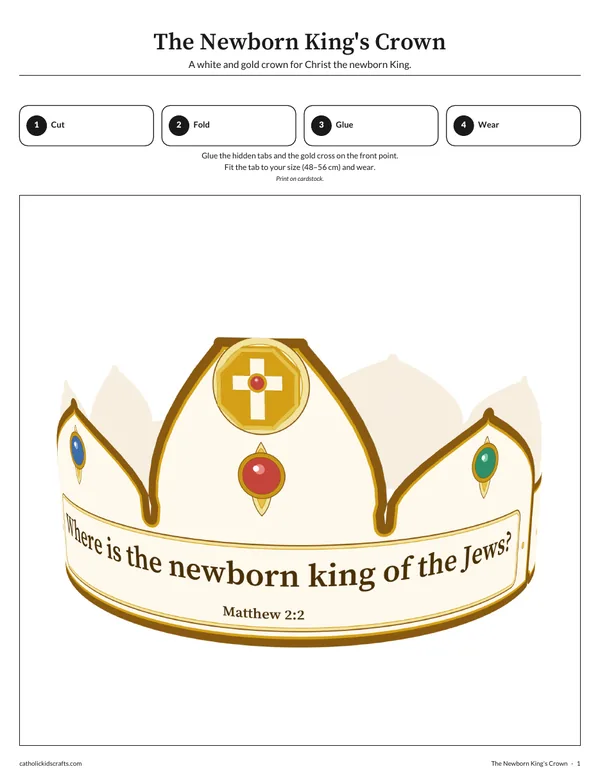 The Newborn King's Crown
A white and gold crown for Christ the newborn King.
1 Cut
2 Fold
3 Glue
4 Wear
Glue the hidden tabs and the gold cross on the front point.
Fit the tab to your size (48–56 cm) and wear.
Print on cardstock.
Where is the newborn king of the Jews?
Matthew 2:2
catholickidscrafts.com
The Newborn King's Crown - 1